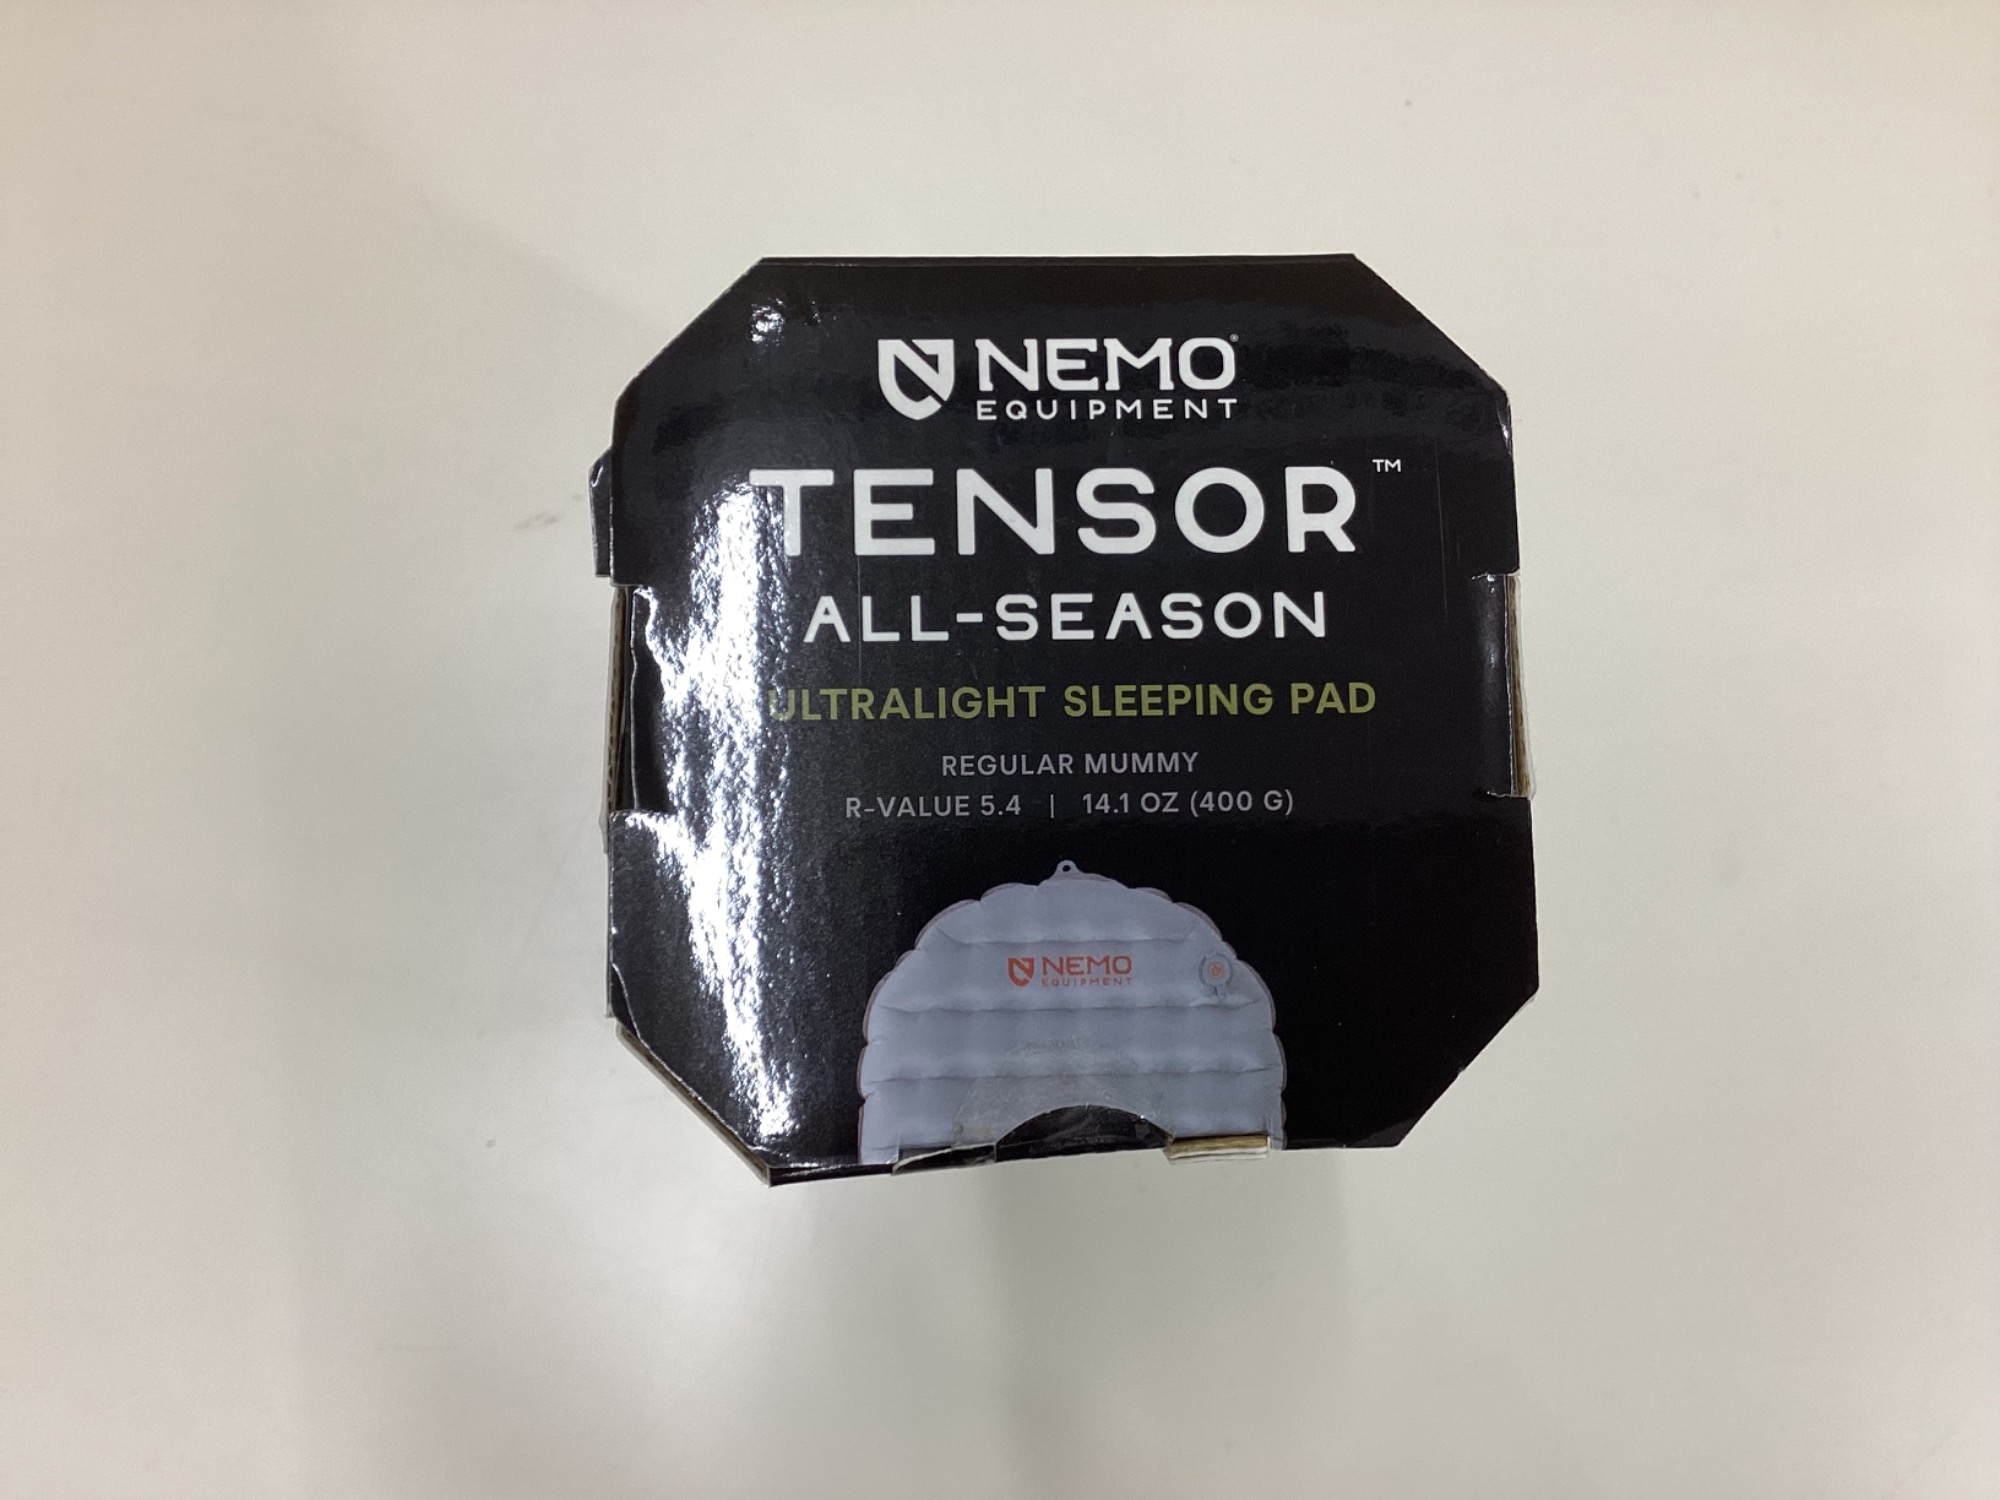 NEMO®
EQUIPMENT
TENSOR™
ALL-SEASON
ULTRALIGHT SLEEPING PAD
REGULAR MUMMY
R-VALUE 5.4 | 14.1 OZ (400 G)
NEMO
EQUIPMENT